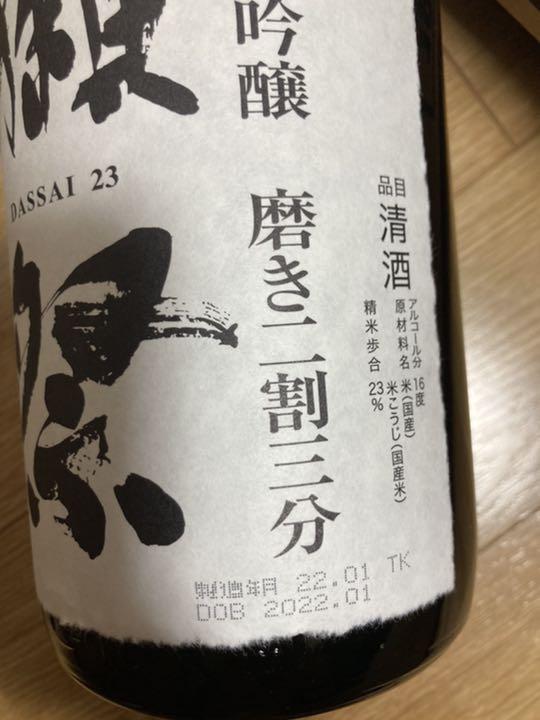 獺祭
DASSAI 23
吟醸 磨き二割三分
品目 清酒
アルコール分 16度
原材料名 米(国産)
米こうじ(国産米)
精米歩合 23%
製造年月 22.01 TK
DOB 2022.01